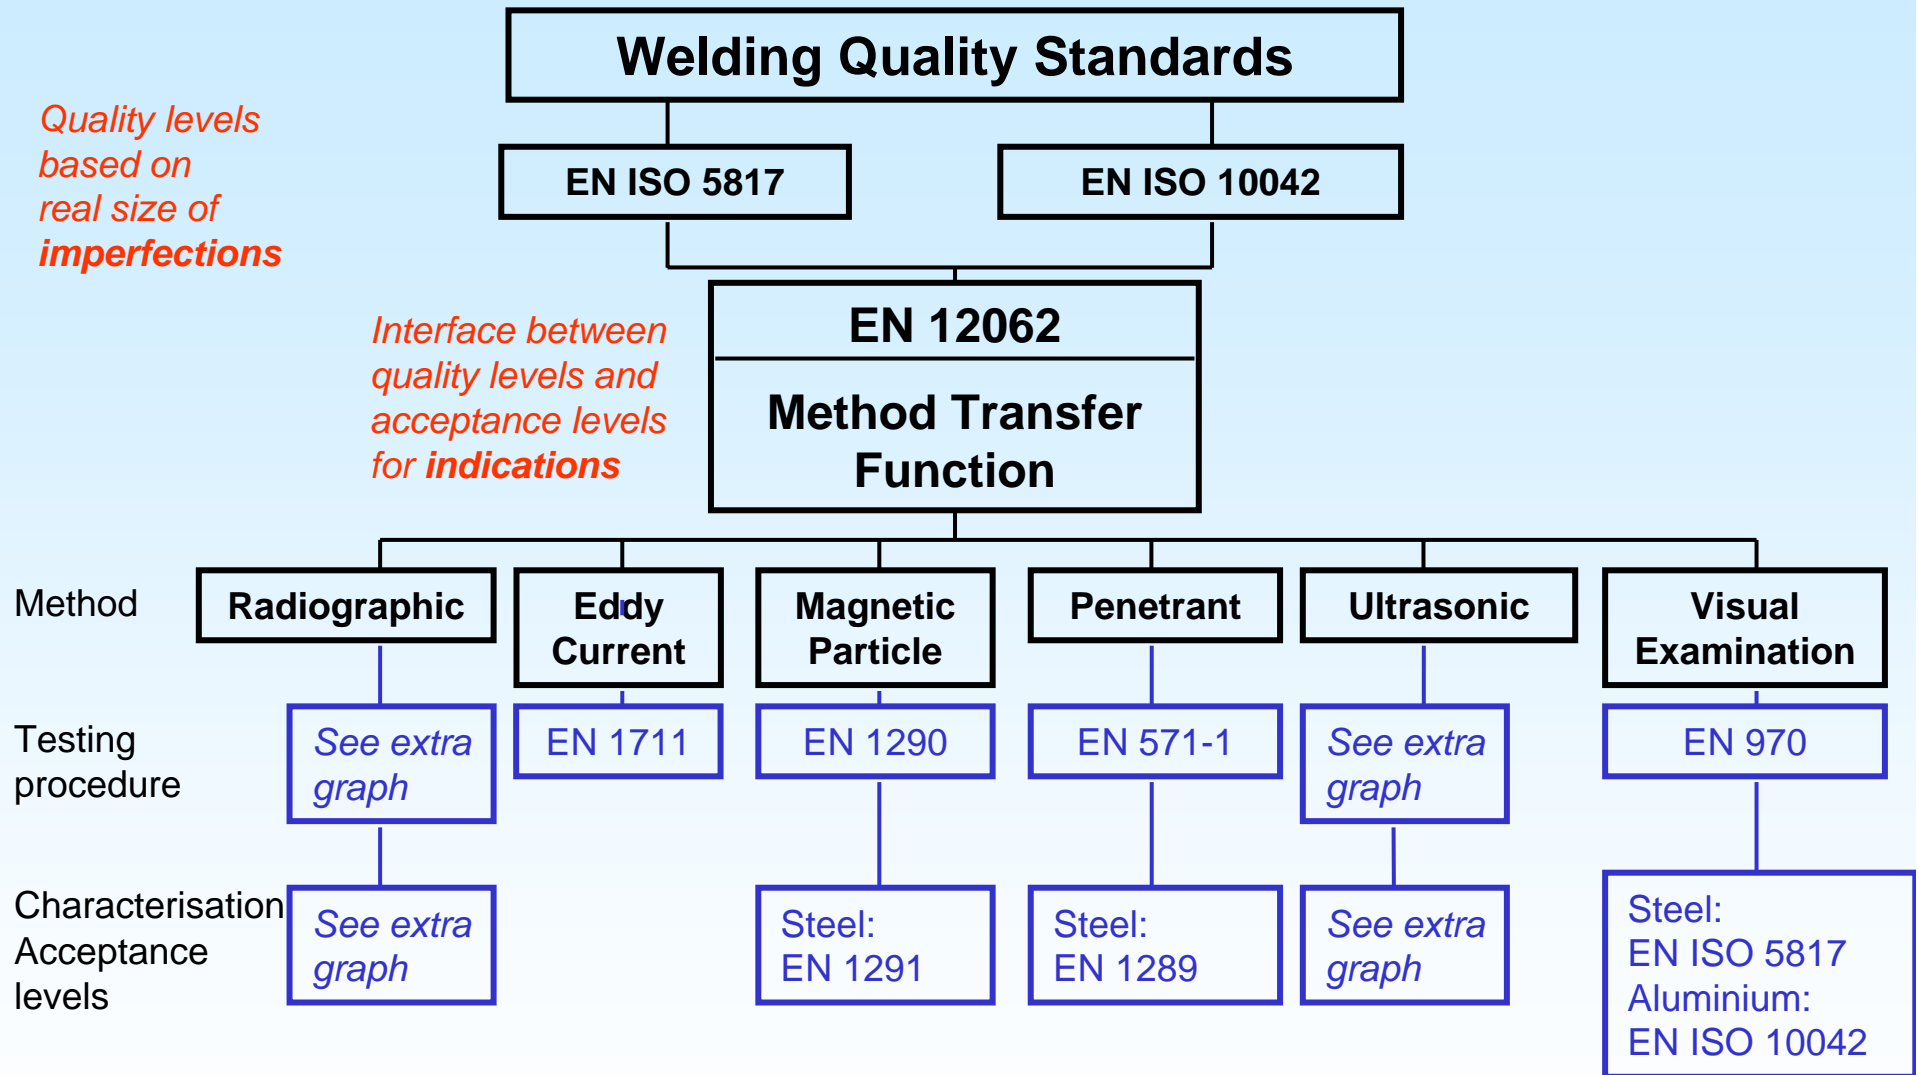 Welding Quality Standards
Quality levels
based on
real size of
imperfections
EN ISO 5817
EN ISO 10042
Interface between
quality levels and
acceptance levels
for indications
EN 12062
Method Transfer
Function
Method
Radiographic
Eddy
Current
Magnetic
Particle
Penetrant
Ultrasonic
Visual
Examination
Testing
procedure
See extra
graph
EN 1711
EN 1290
EN 571-1
See extra
graph
EN 970
Characterisation
Acceptance
levels
See extra
graph
Steel:
EN 1291
Steel:
EN 1289
See extra
graph
Steel:
EN ISO 5817
Aluminium:
EN ISO 10042